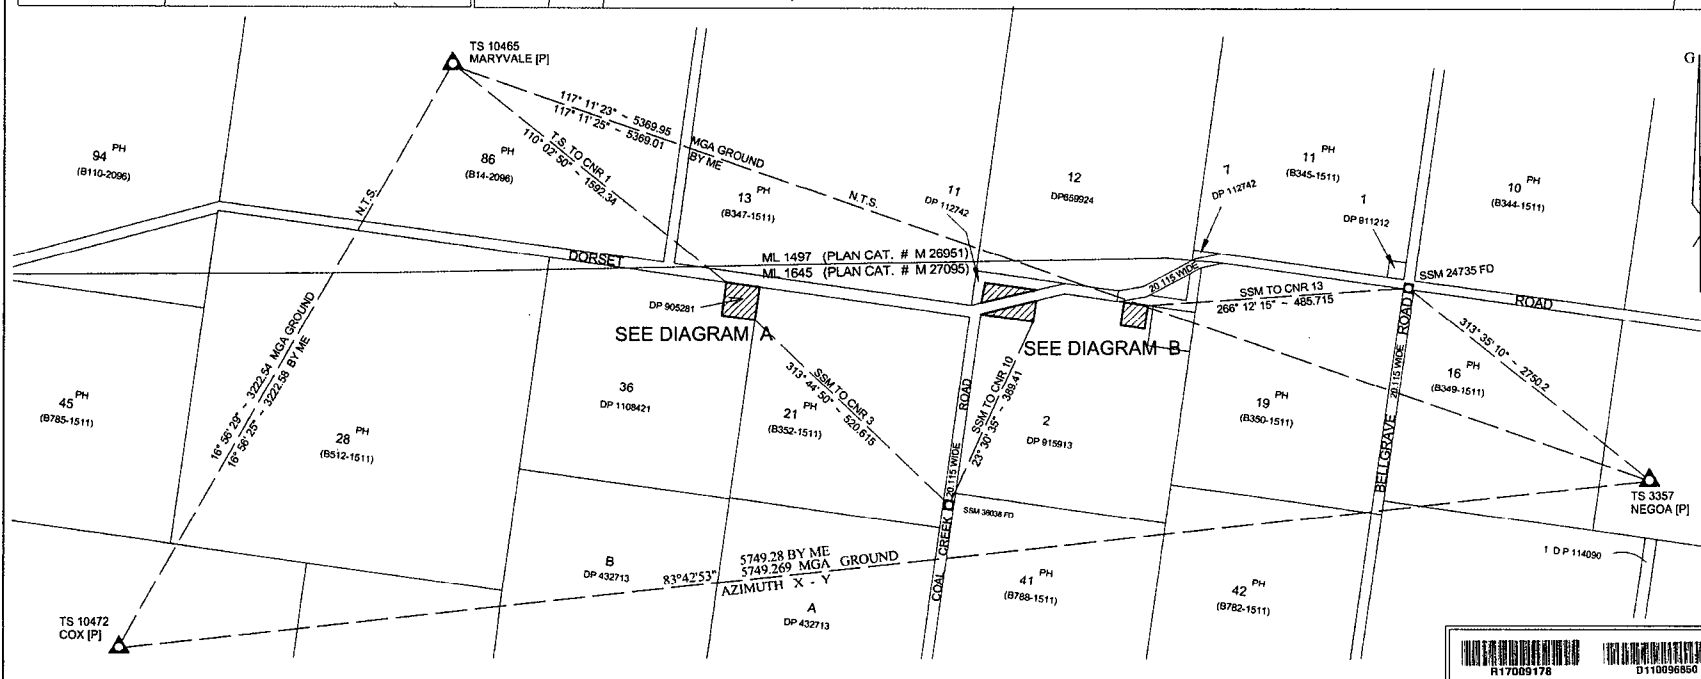 TS 10465
MARYVALE [P]
G
117° 11' 23" ~ 5369.95
117° 11' 25" ~ 5369.01
MGA GROUND
BY ME
T.S. TO CNR 1
110° 02' 50" ~ 1592.34
N.T.S.
N.T.S.
94 PH
(B110-2096)
86 PH
(B14-2096)
13 PH
(B347-1511)
11
DP 112742
12
DP659924
7
DP 112742
11 PH
(B345-1511)
1
DP 911212
10 PH
(B344-1511)
DORSET
ML 1497 (PLAN CAT. # M 26951)
ML 1645 (PLAN CAT. # M 27095)
20.115 WIDE
SSM 24735 FD
ROAD
DP 905281
SEE DIAGRAM A
SEE DIAGRAM B
SSM TO CNR 13
266° 12' 15" ~ 485.715
313° 35' 10" ~ 2750.2
16° 56' 29" ~ 3222.54 MGA GROUND
16° 56' 25" ~ 3222.58 BY ME
SSM TO CNR 3
313° 44' 50" ~ 520.615
SSM TO CNR 10
23° 30' 35" ~ 389.41
45 PH
(B785-1511)
28 PH
(B512-1511)
36
DP 1108421
21 PH
(B352-1511)
2
DP 915913
19 PH
(B350-1511)
16 PH
(B349-1511)
COAL CREEK 20.115 WIDE ROAD
BELLGRAVE 20.115 WIDE ROAD
SSM 38038 FD
TS 3357
NEGOA [P]
1 D P 114090
B
DP 432713
83°42'53"
5749.28 BY ME
5749.269 MGA GROUND
AZIMUTH X - Y
A
DP 432713
41 PH
(B788-1511)
42 PH
(B782-1511)
TS 10472
COX [P]
R17009178
D110096850